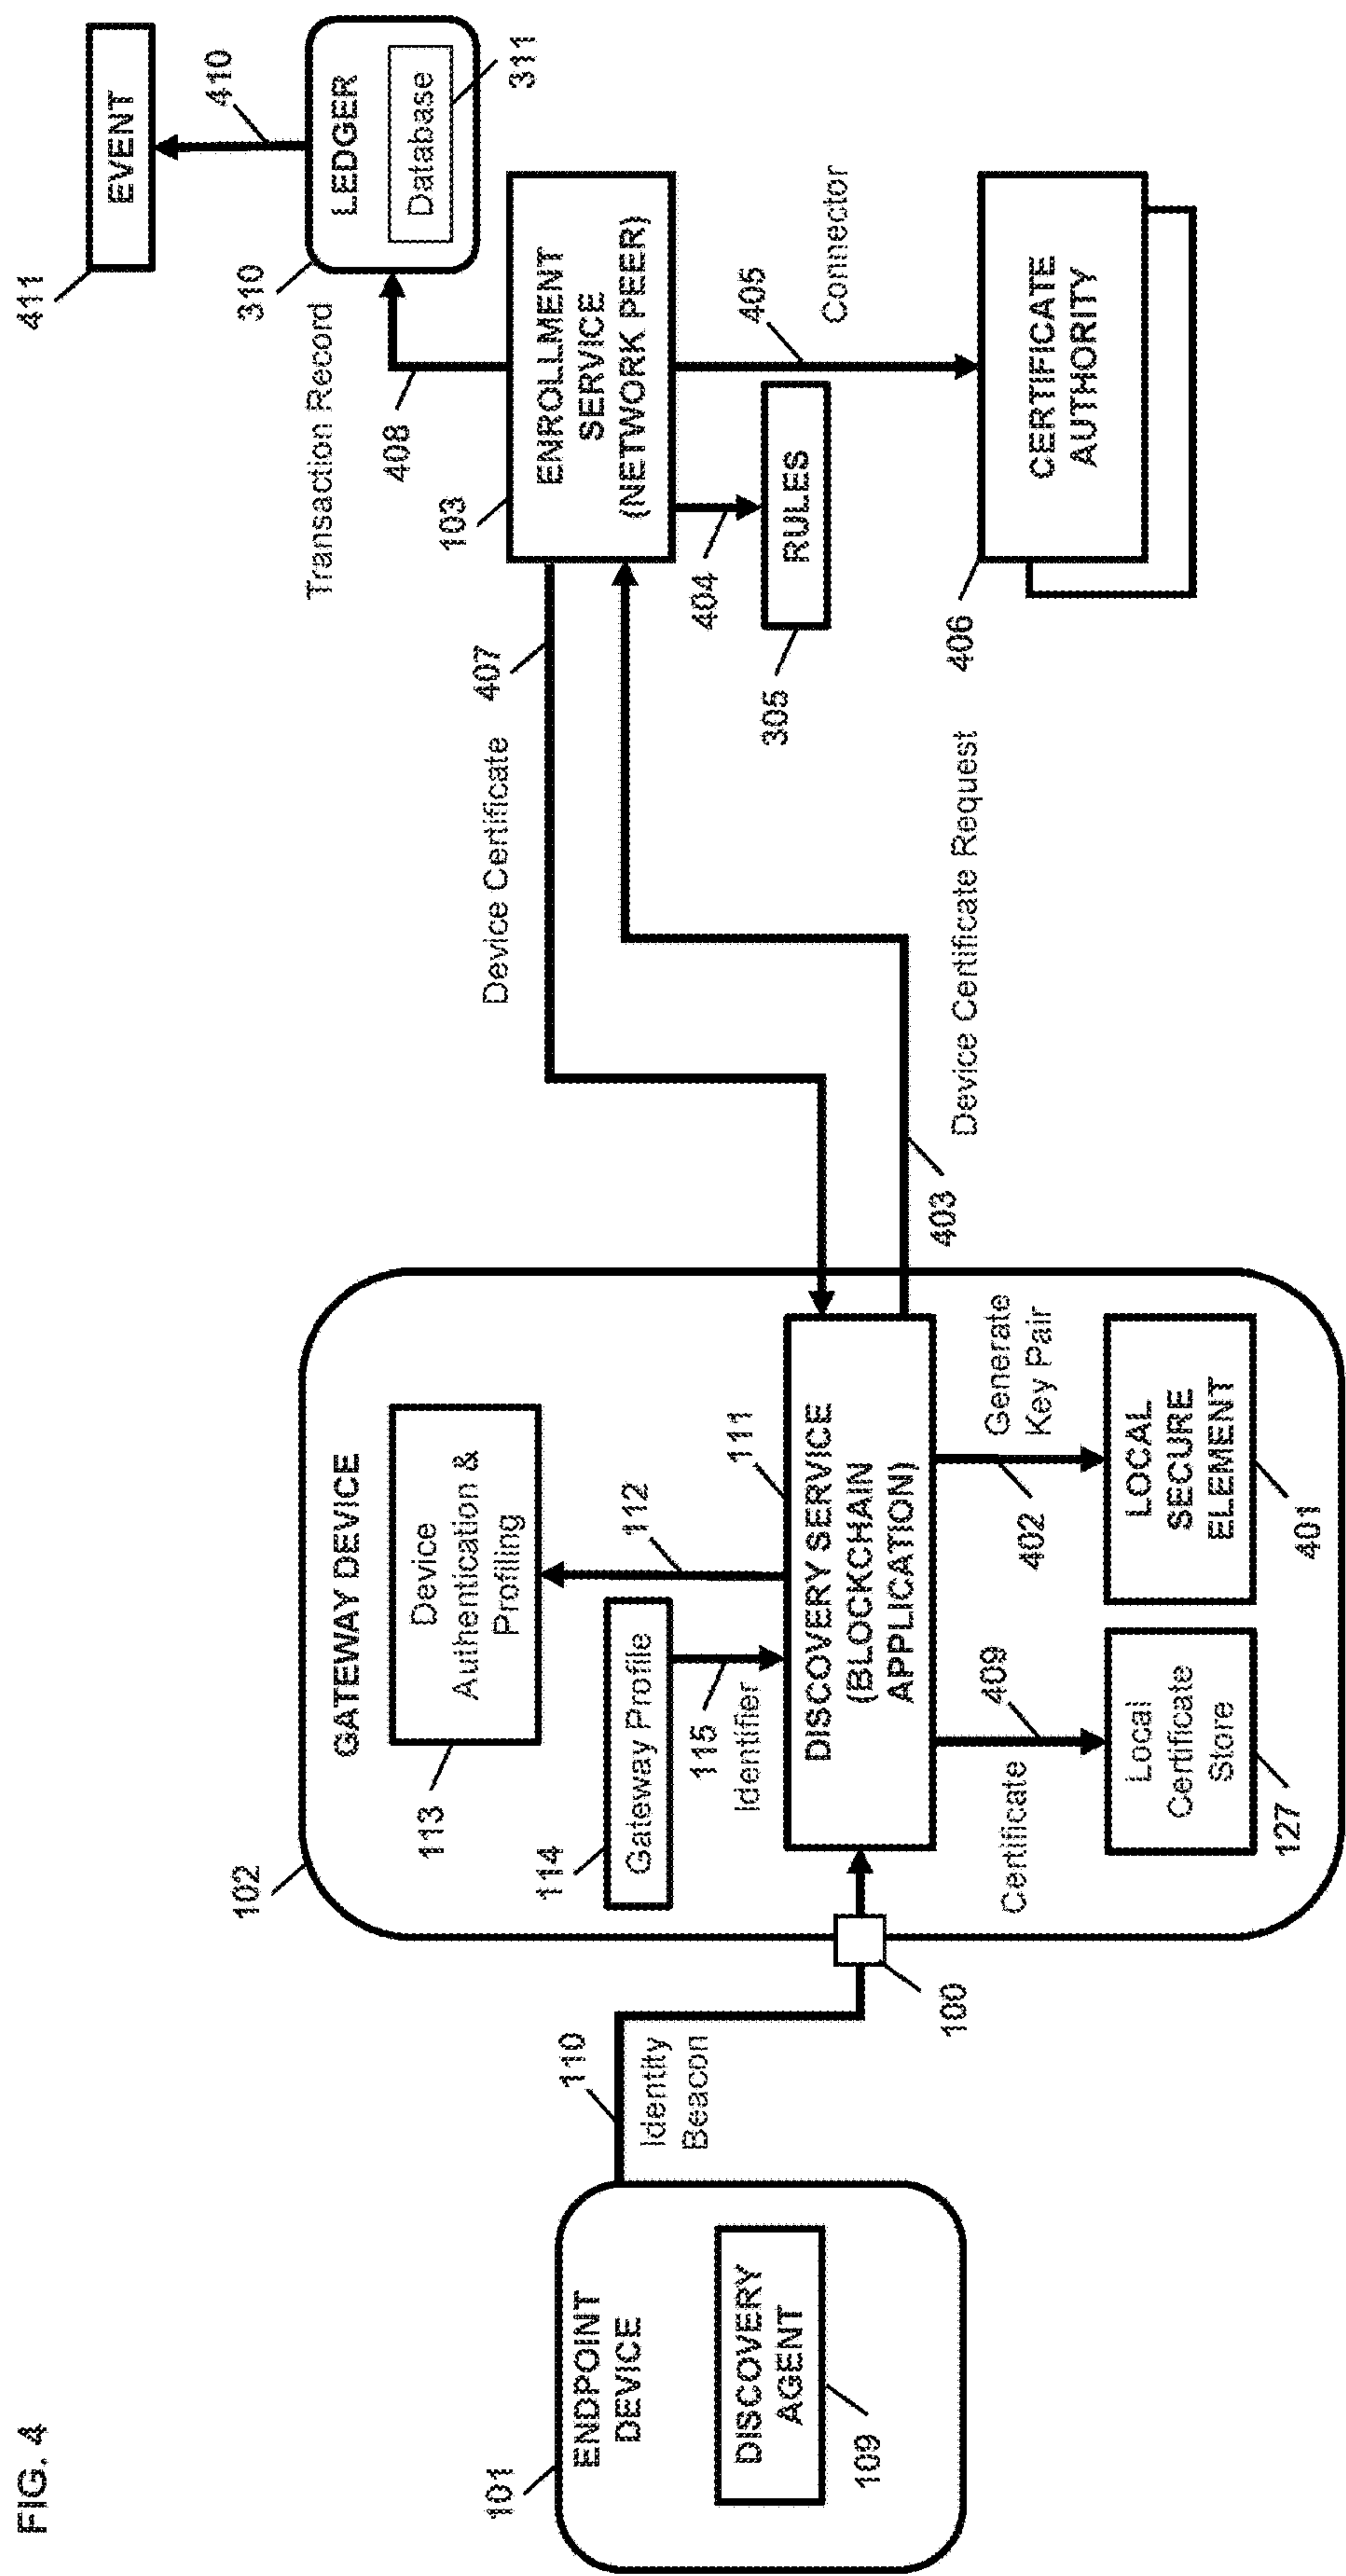 FIG. 4
101
ENDPOINT
DEVICE
DISCOVERY
AGENT
109
110
Identity
Beacon
100
102
GATEWAY DEVICE
Device
Authentication &
Profiling
113
114
Gateway Profile
112
115
Identifier
111
DISCOVERY SERVICE
(BLOCKCHAIN
APPLICATION)
Certificate
409
402
Generate
Key Pair
Local
Certificate
Store
127
LOCAL
SECURE
ELEMENT
401
403
Device Certificate Request
Device Certificate
407
103
ENROLLMENT
SERVICE
(NETWORK PEER)
404
RULES
305
405
Connector
406
CERTIFICATE
AUTHORITY
408
Transaction Record
310
LEDGER
Database
311
410
411
EVENT